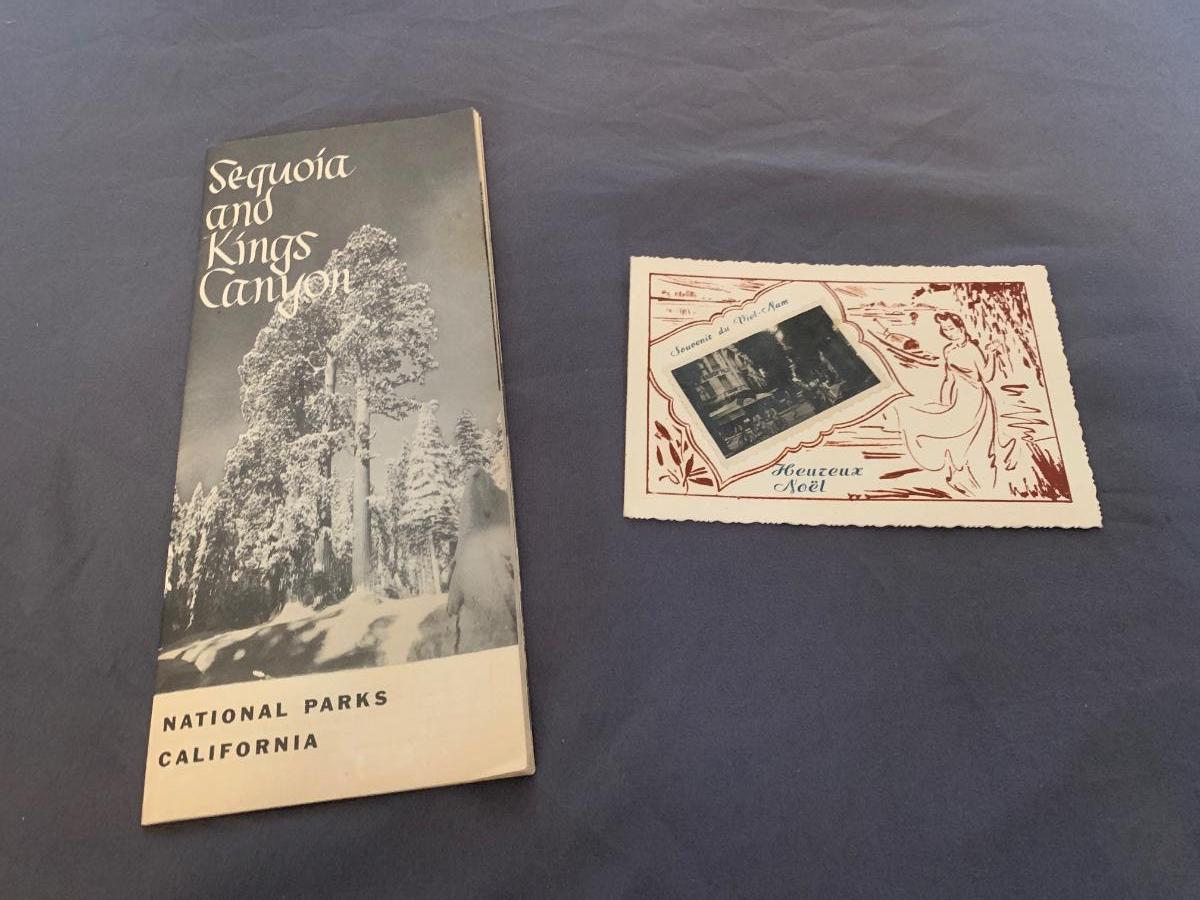 Sequoia
and
Kings
Canyon
NATIONAL PARKS
CALIFORNIA
Souvenir du Viet-Nam
Heureux
Noël